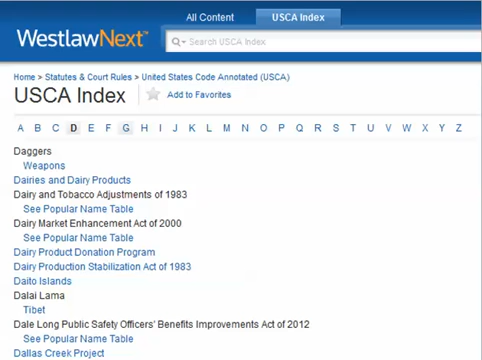 All Content
USCA Index
WestlawNext™
Search USCA Index
Home > Statutes & Court Rules > United States Code Annotated (USCA)
USCA Index
Add to Favorites
A B C D E F G H I J K L M N O P Q R S T U V W X Y Z
Daggers
Weapons
Dairies and Dairy Products
Dairy and Tobacco Adjustments of 1983
See Popular Name Table
Dairy Market Enhancement Act of 2000
See Popular Name Table
Dairy Product Donation Program
Dairy Production Stabilization Act of 1983
Daito Islands
Dalai Lama
Tibet
Dale Long Public Safety Officers' Benefits Improvements Act of 2012
See Popular Name Table
Dallas Creek Project